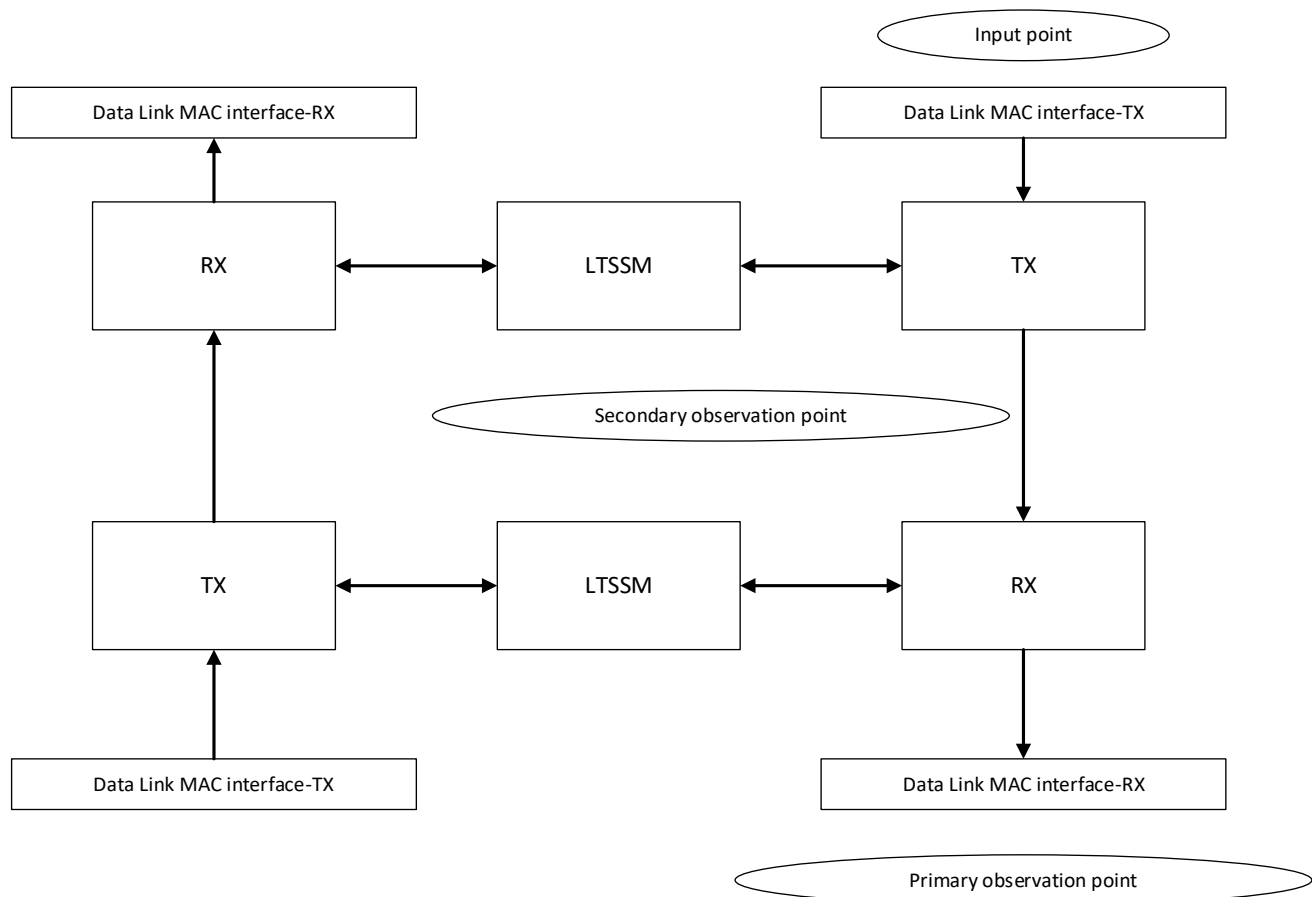 Input point
Data Link MAC interface-RX
Data Link MAC interface-TX
RX
LTSSM
TX
Secondary observation point
TX
LTSSM
RX
Data Link MAC interface-TX
Data Link MAC interface-RX
Primary observation point